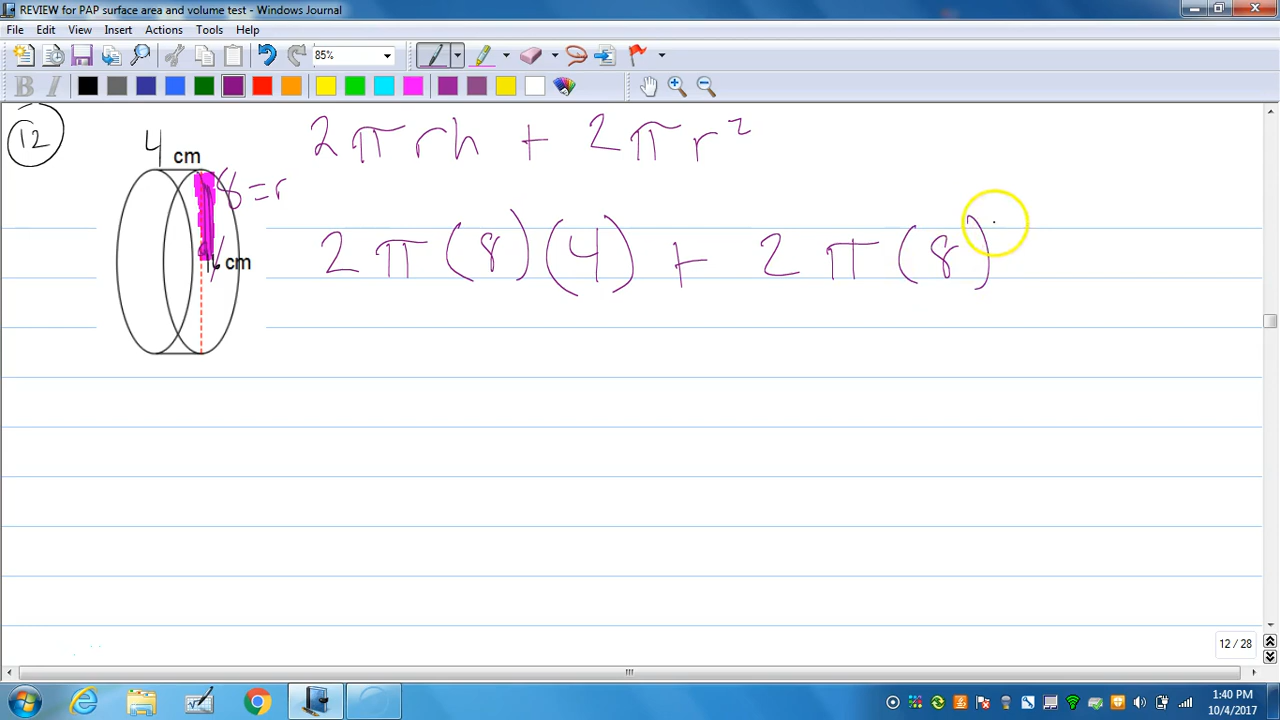 REVIEW for PAP surface area and volume test - Windows Journal
File Edit View Insert Actions Tools Help
85%
B I
12
4 cm
2πrh + 2πr²
8=r
16 cm
2π(8)(4) + 2π(8)
12 / 28
1:40 PM
10/4/2017